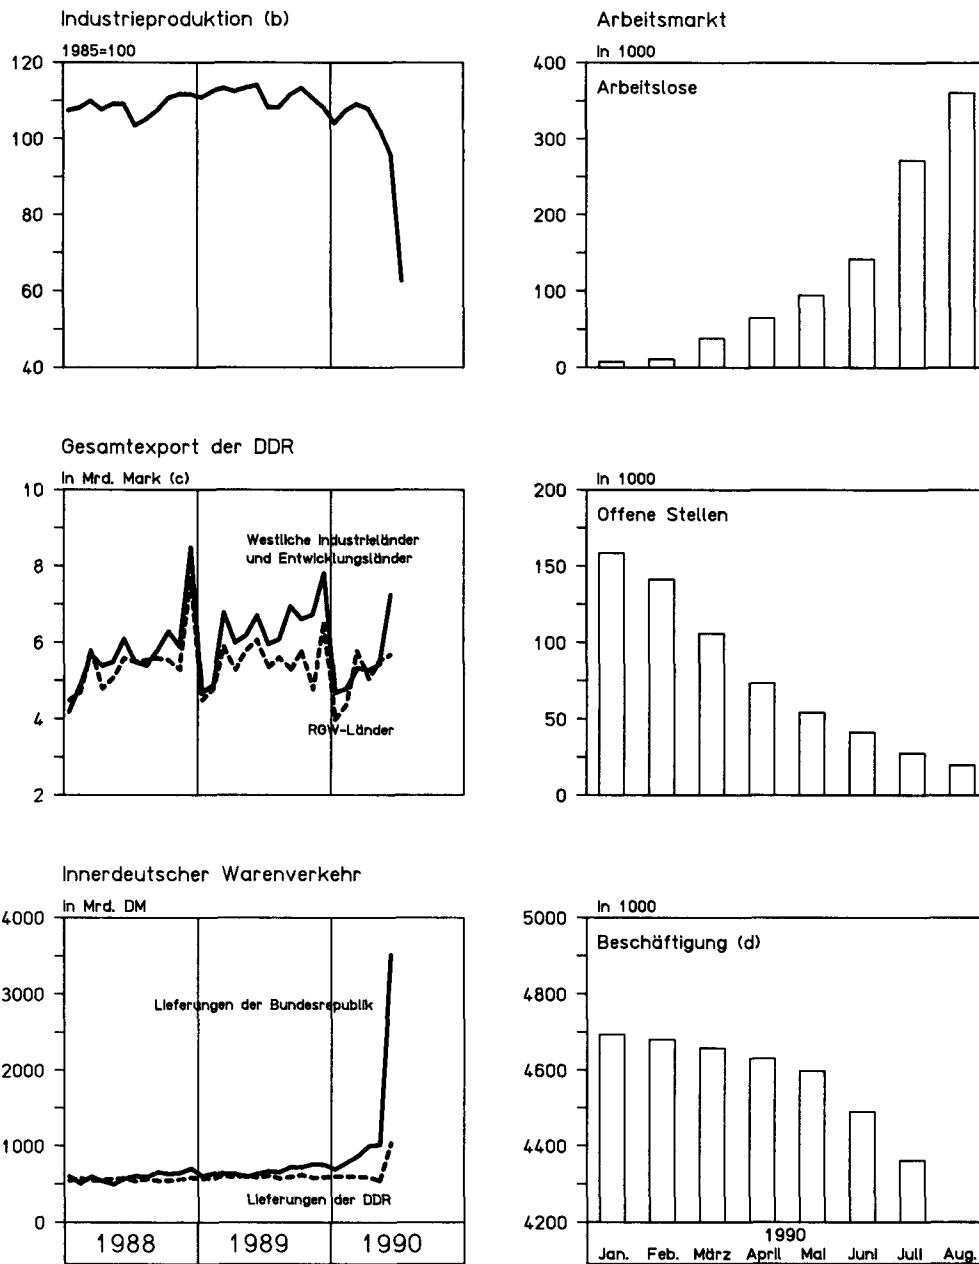 Industrieproduktion (b)
1985=100
120
100
80
60
40
Gesamtexport der DDR
In Mrd. Mark (c)
10
8
6
4
2
Westliche Industrieländer
und Entwicklungsländer
RGW-Länder
Innerdeutscher Warenverkehr
In Mrd. DM
4000
3000
2000
1000
0
Lieferungen der Bundesrepublik
Lieferungen der DDR
1988 1989 1990
Arbeitsmarkt
In 1000
Arbeitslose
400
300
200
100
0
In 1000
Offene Stellen
200
150
100
50
0
In 1000
Beschäftigung (d)
5000
4800
4600
4400
4200
1990
Jan. Feb. März April Mai Juni Juli Aug.